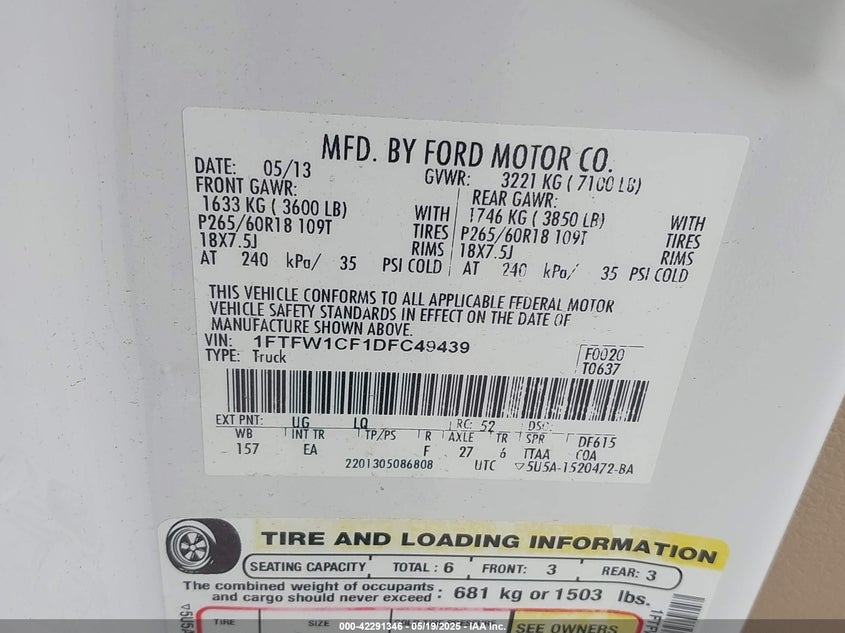 MFD. BY FORD MOTOR CO.
DATE: 05/13 GVWR: 3221 KG ( 7100 LB)
FRONT GAWR: REAR GAWR:
1633 KG ( 3600 LB) WITH 1746 KG ( 3850 LB) WITH
P265/60R18 109T TIRES P265/60R18 109T TIRES
18X7.5J RIMS 18X7.5J RIMS
AT 240 kPa/ 35 PSI COLD AT 240 kPa/ 35 PSI COLD
THIS VEHICLE CONFORMS TO ALL APPLICABLE FEDERAL MOTOR
VEHICLE SAFETY STANDARDS IN EFFECT ON THE DATE OF
MANUFACTURE SHOWN ABOVE.
VIN: 1FTFW1CF1DFC49439
TYPE: Truck
F0020
T0637
EXT PNT: UG LQ RC: 52 DSO:
WB INT TR TP/PS R AXLE TR SPR DF615
157 EA F 27 6 TTAA COA
2201305086808 UTC ▽5U5A-1520472-BA
TIRE AND LOADING INFORMATION
SEATING CAPACITY TOTAL : 6 FRONT: 3 REAR: 3
The combined weight of occupants
and cargo should never exceed : 681 kg or 1503 lbs.
TIRE SIZE SEE OWNERS
▽5U5A
000-42291346 - 05/19/2025 - IAA Inc.